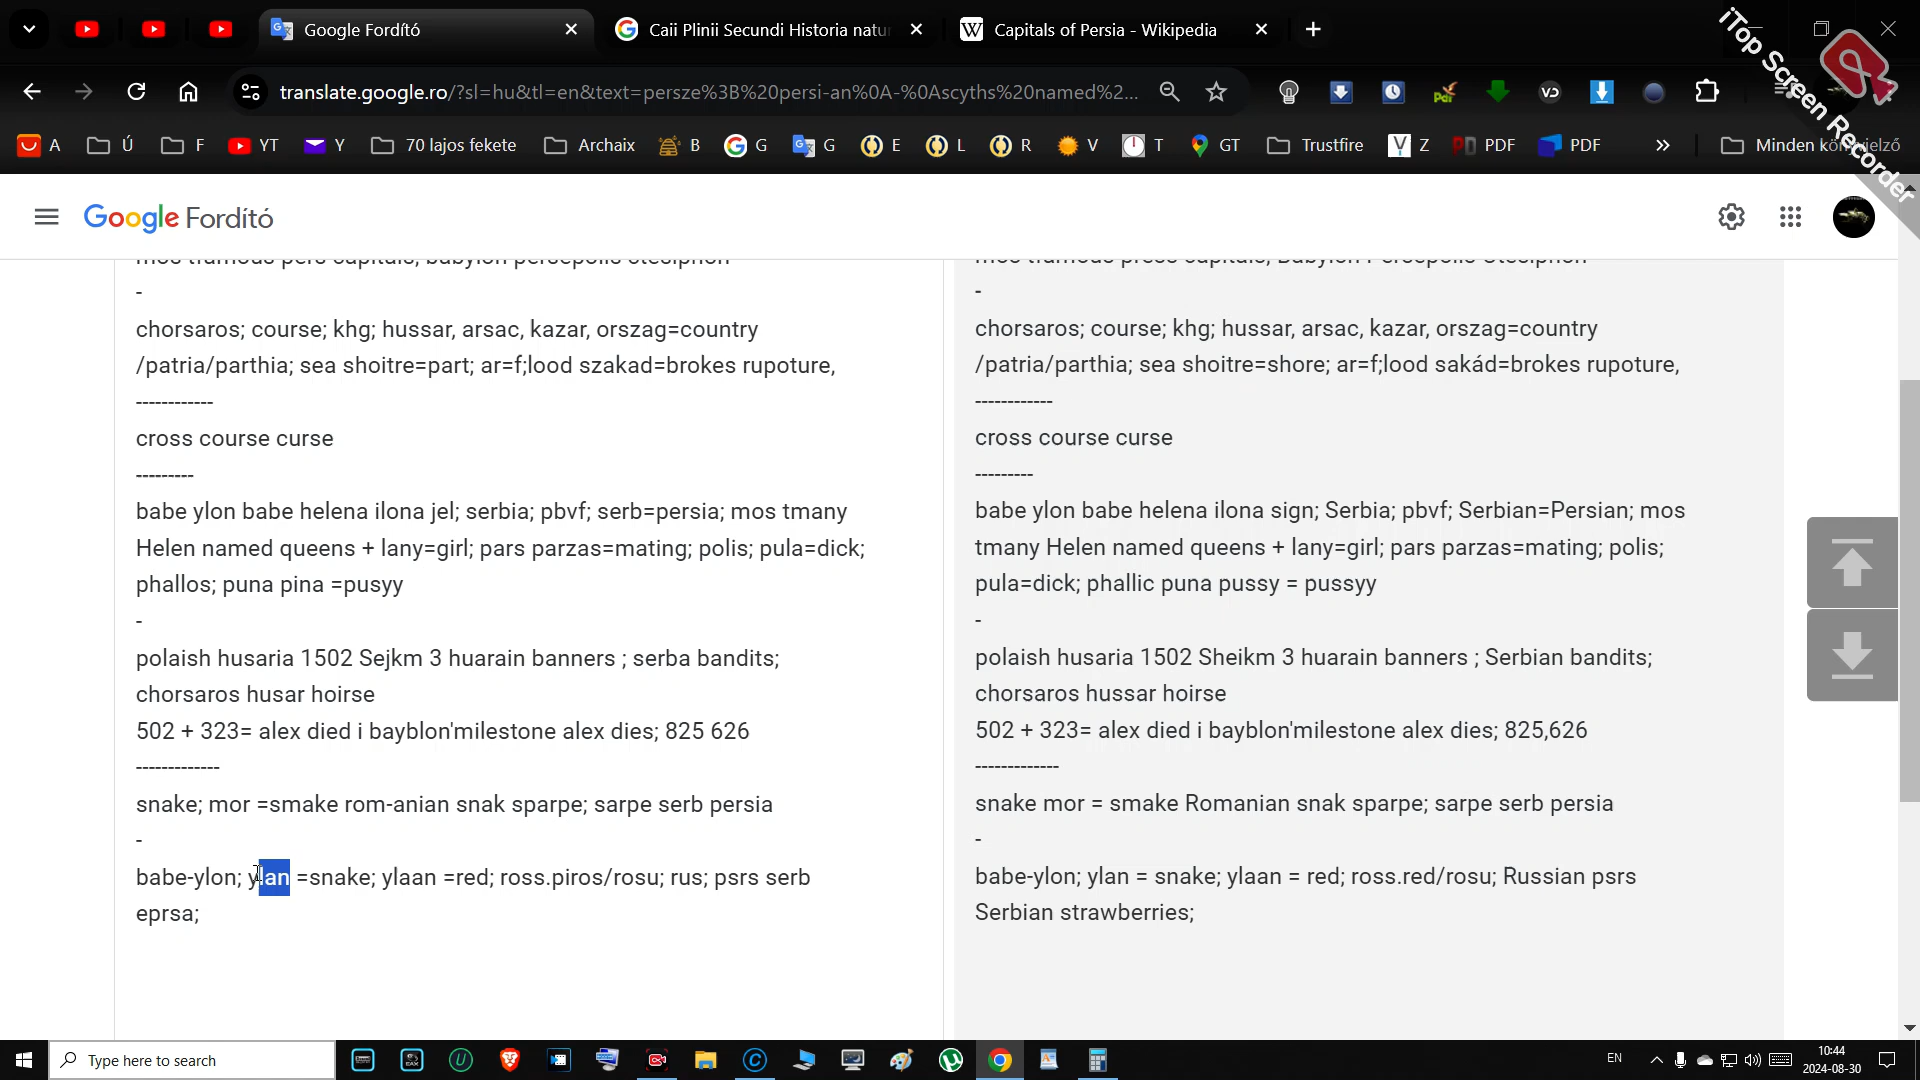 Google Fordító
Caii Plinii Secundi Historia natu
Capitals of Persia - Wikipedia
iTop Screen Recorder
translate.google.ro/?sl=hu&tl=en&text=persze%3B%20persi-an%0A-%0Ascyths%20named%2...
A Ú F YT Y 70 lajos fekete Archaix B G G E L R V T GT Trustfire Z PDF PDF » Minden
Google Fordító
-
chorsaros; course; khg; hussar, arsac, kazar, orszag=country
/patria/parthia; sea shoitre=part; ar=f;lood szakad=brokes rupoture,
------------
cross course curse
---------
babe ylon babe helena ilona jel; serbia; pbvf; serb=persia; mos tmany
Helen named queens + lany=girl; pars parzas=mating; polis; pula=dick;
phallos; puna pina =pusyy
-
polaish husaria 1502 Sejkm 3 huarain banners ; serba bandits;
chorsaros husar hoirse
502 + 323= alex died i bayblon'milestone alex dies; 825 626
-------------
snake; mor =smake rom-anian snak sparpe; sarpe serb persia
-
babe-ylon; ylan =snake; ylaan =red; ross.piros/rosu; rus; psrs serb
eprsa;
-
chorsaros; course; khg; hussar, arsac, kazar, orszag=country
/patria/parthia; sea shoitre=shore; ar=f;lood sakád=brokes rupoture,
------------
cross course curse
---------
babe ylon babe helena ilona sign; Serbia; pbvf; Serbian=Persian; mos
tmany Helen named queens + lany=girl; pars parzas=mating; polis;
pula=dick; phallic puna pussy = pussyy
-
polaish husaria 1502 Sheikm 3 huarain banners ; Serbian bandits;
chorsaros hussar hoirse
502 + 323= alex died i bayblon'milestone alex dies; 825,626
-------------
snake mor = smake Romanian snak sparpe; sarpe serb persia
-
babe-ylon; ylan = snake; ylaan = red; ross.red/rosu; Russian psrs
Serbian strawberries;
Type here to search
EN
10:44
2024-08-30